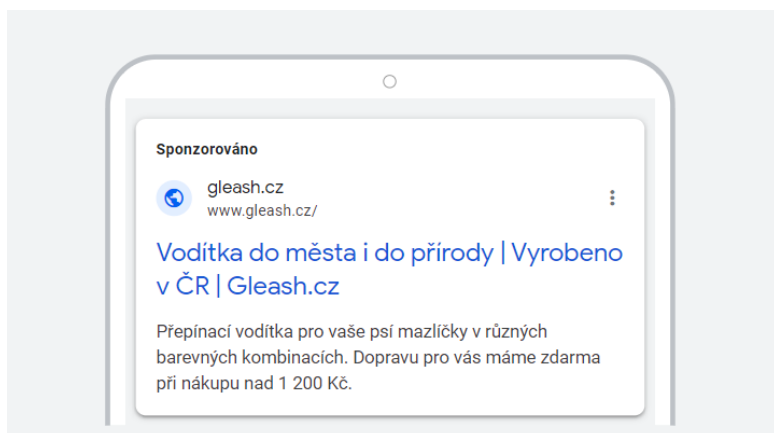 Sponzorováno
gleash.cz
www.gleash.cz/
Vodítka do města i do přírody | Vyrobeno
v ČR | Gleash.cz
Přepínací vodítka pro vaše psí mazlíčky v různých
barevných kombinacích. Dopravu pro vás máme zdarma
při nákupu nad 1 200 Kč.